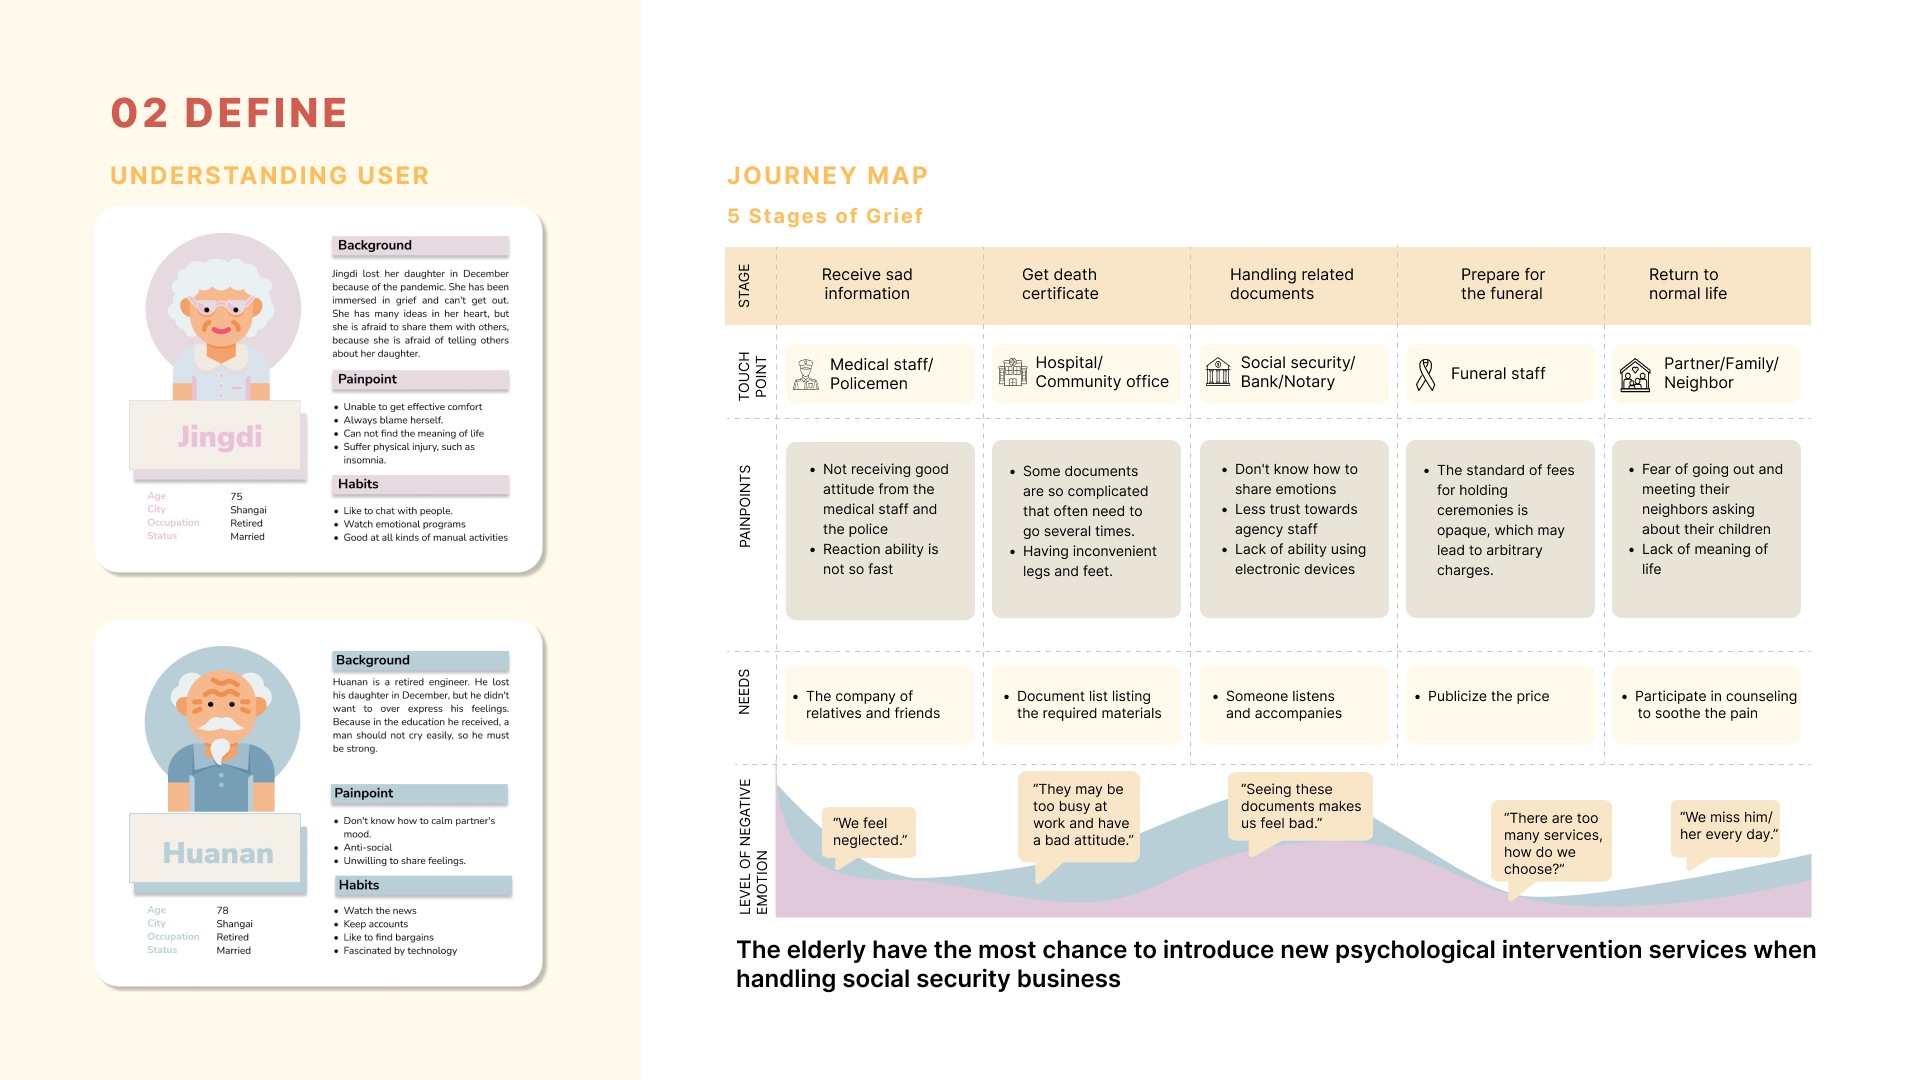 02 DEFINE
UNDERSTANDING USER
Jingdi
Age 75
City Shangai
Occupation Retired
Status Married
Background
Jingdi lost her daughter in December
because of the pandemic. She has been
immersed in grief and can't get out.
She has many ideas in her heart, but
she is afraid to share them with others,
because she is afraid of telling others
about her daughter.
Painpoint
• Unable to get effective comfort
• Always blame herself.
• Can not find the meaning of life
• Suffer physical injury, such as
insomnia.
Habits
• Like to chat with people.
• Watch emotional programs
• Good at all kinds of manual activities
Huanan
Age 78
City Shangai
Occupation Retired
Status Married
Background
Huanan is a retired engineer. He lost
his daughter in December, but he didn't
want to over express his feelings.
Because in the education he received, a
man should not cry easily, so he must
be strong.
Painpoint
• Don't know how to calm partner's
mood.
• Anti-social
• Unwilling to share feelings.
Habits
• Watch the news
• Keep accounts
• Like to find bargains
• Fascinated by technology
JOURNEY MAP
5 Stages of Grief
STAGE
Receive sad
information
Get death
certificate
Handling related
documents
Prepare for
the funeral
Return to
normal life
TOUCH
POINT
Medical staff/
Policemen
Hospital/
Community office
Social security/
Bank/Notary
Funeral staff
Partner/Family/
Neighbor
PAINPOINTS
• Not receiving good
attitude from the
medical staff and
the police
• Reaction ability is
not so fast
• Some documents
are so complicated
that often need to
go several times.
• Having inconvenient
legs and feet.
• Don't know how to
share emotions
• Less trust towards
agency staff
• Lack of ability using
electronic devices
• The standard of fees
for holding
ceremonies is
opaque, which may
lead to arbitrary
charges.
• Fear of going out and
meeting their
neighbors asking
about their children
• Lack of meaning of
life
NEEDS
• The company of
relatives and friends
• Document list listing
the required materials
• Someone listens
and accompanies
• Publicize the price
• Participate in counseling
to soothe the pain
LEVEL OF NEGATIVE
EMOTION
“We feel
neglected.”
“They may be
too busy at
work and have
a bad attitude.”
“Seeing these
documents makes
us feel bad.”
“There are too
many services,
how do we
choose?”
“We miss him/
her every day.”
The elderly have the most chance to introduce new psychological intervention services when
handling social security business